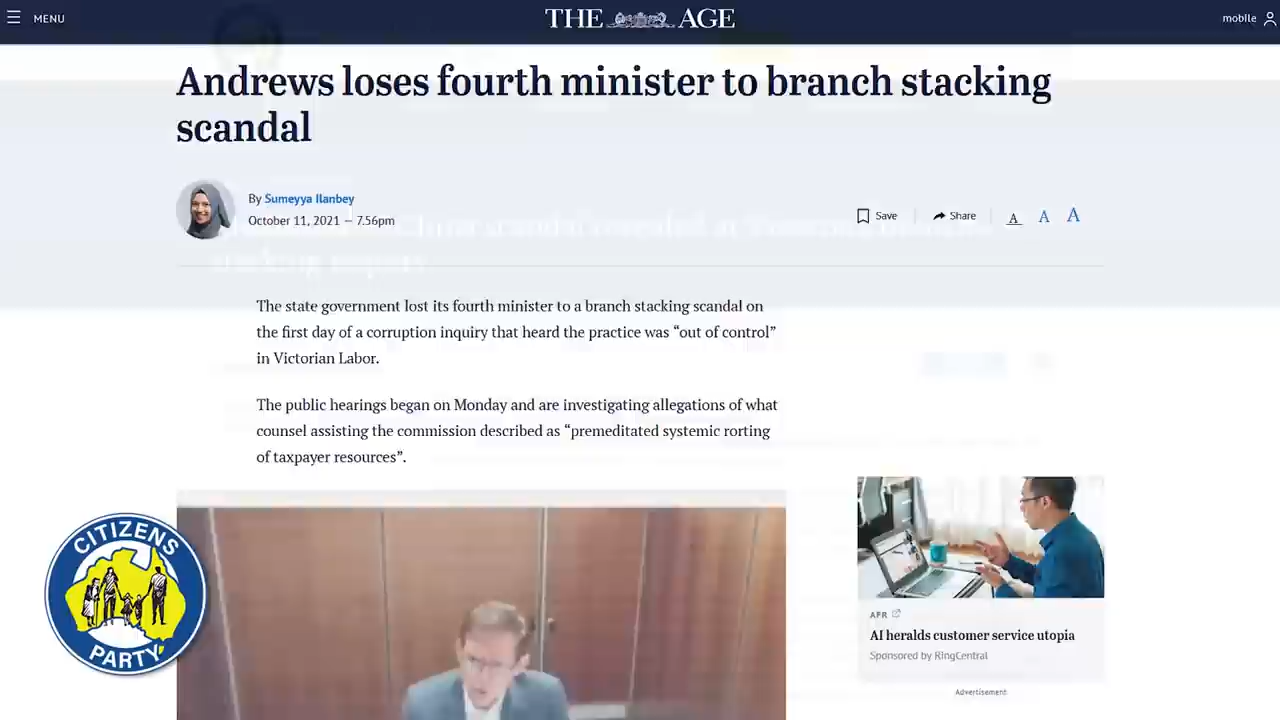 MENU
THE AGE
mobile
Andrews loses fourth minister to branch stacking
scandal
By Sumeyya Ilanbey
October 11, 2021 — 7.56pm
Save
Share
A A A
The state government lost its fourth minister to a branch stacking scandal on
the first day of a corruption inquiry that heard the practice was “out of control”
in Victorian Labor.
The public hearings began on Monday and are investigating allegations of what
counsel assisting the commission described as “premeditated systemic rorting
of taxpayer resources”.
CITIZENS
PARTY
AFR
AI heralds customer service utopia
Sponsored by RingCentral
Advertisement